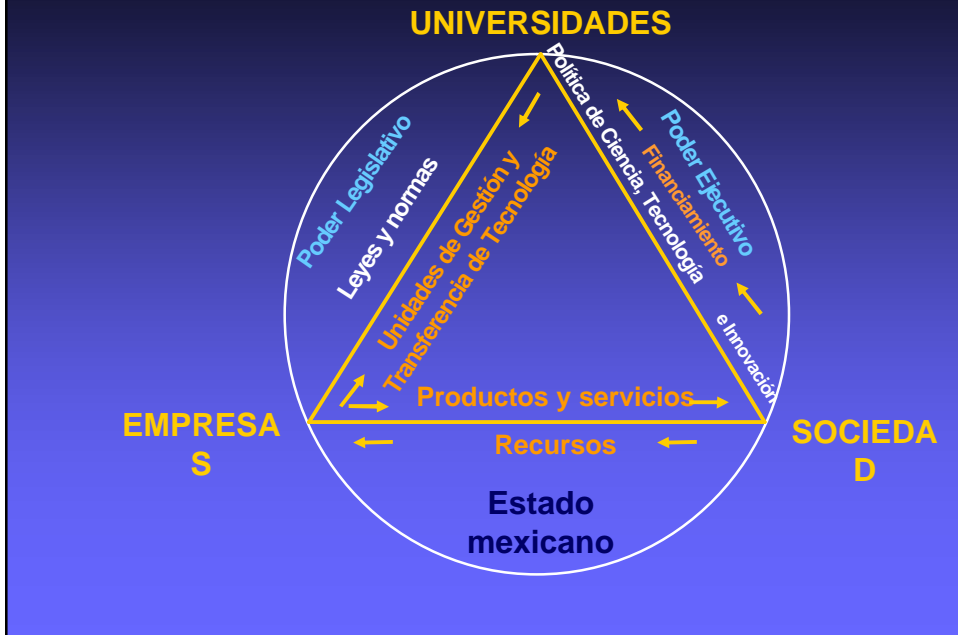 UNIVERSIDADES
Poder Legislativo
Leyes y normas
Unidades de Gestión y
Transferencia de Tecnología
Política de Ciencia, Tecnología
e Innovación
Financiamiento
Poder Ejecutivo
Productos y servicios
EMPRESA
S
SOCIEDA
D
Recursos
Estado
mexicano